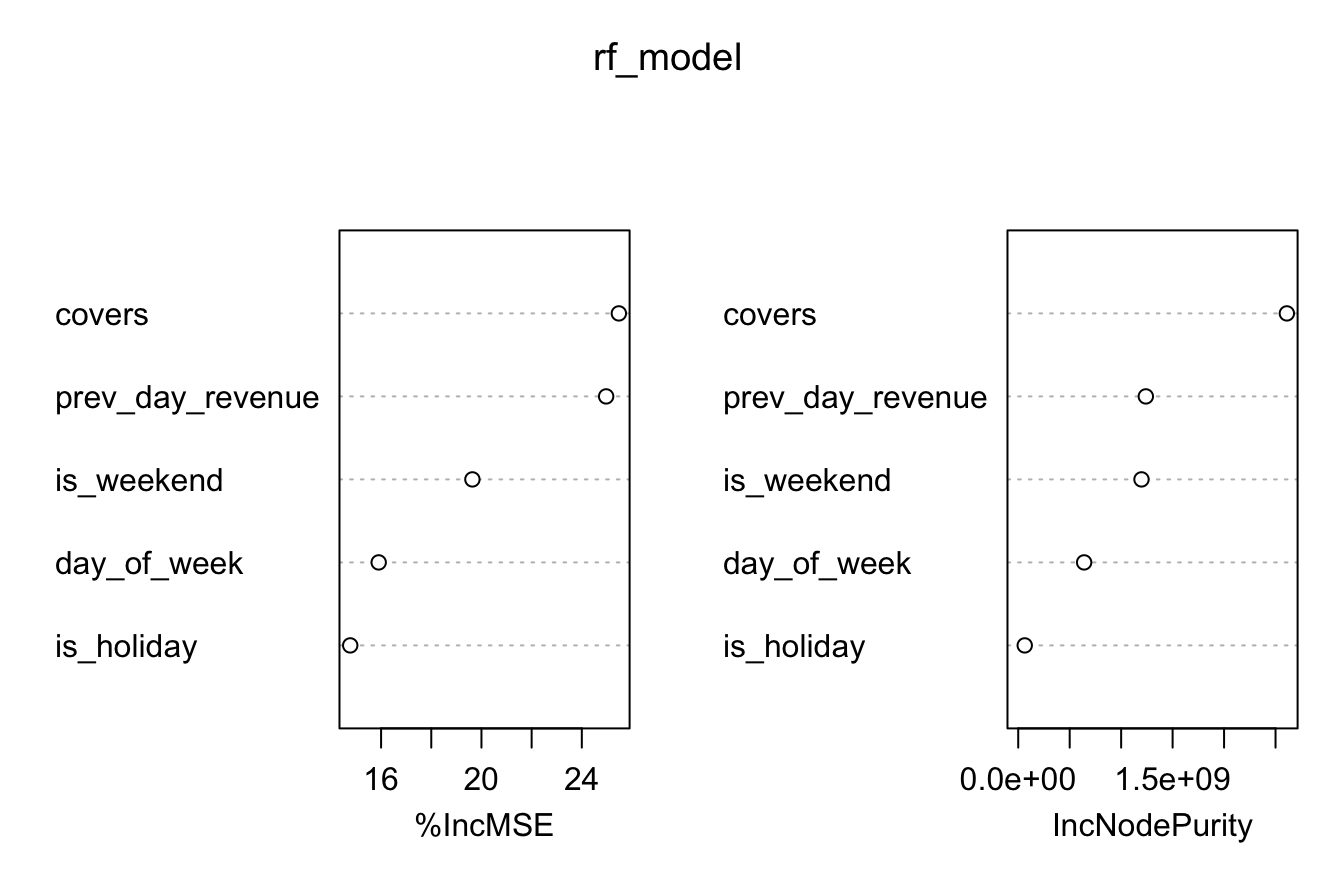 rf_model
covers
prev_day_revenue
is_weekend
day_of_week
is_holiday
16 20 24
%IncMSE
covers
prev_day_revenue
is_weekend
day_of_week
is_holiday
0.0e+00 1.5e+09
IncNodePurity